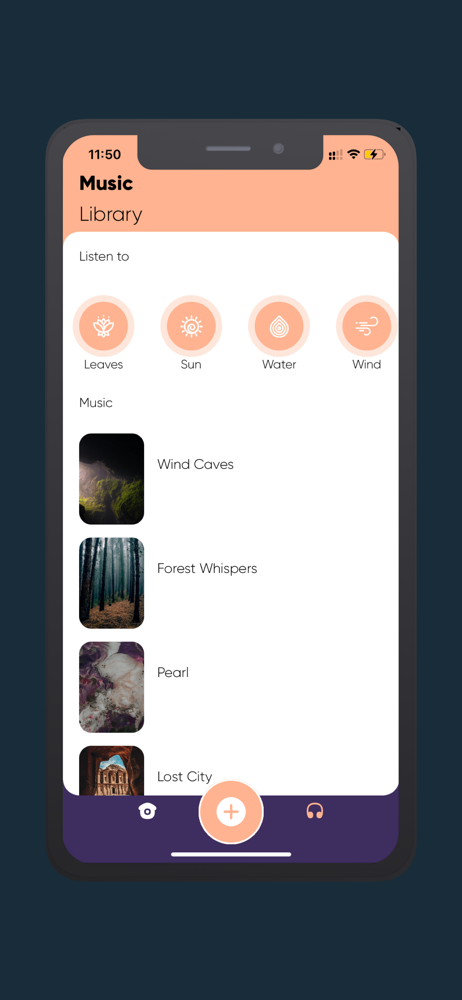 11:50
Music
Library
Listen to
Leaves Sun Water Wind
Music
Wind Caves
Forest Whispers
Pearl
Lost City